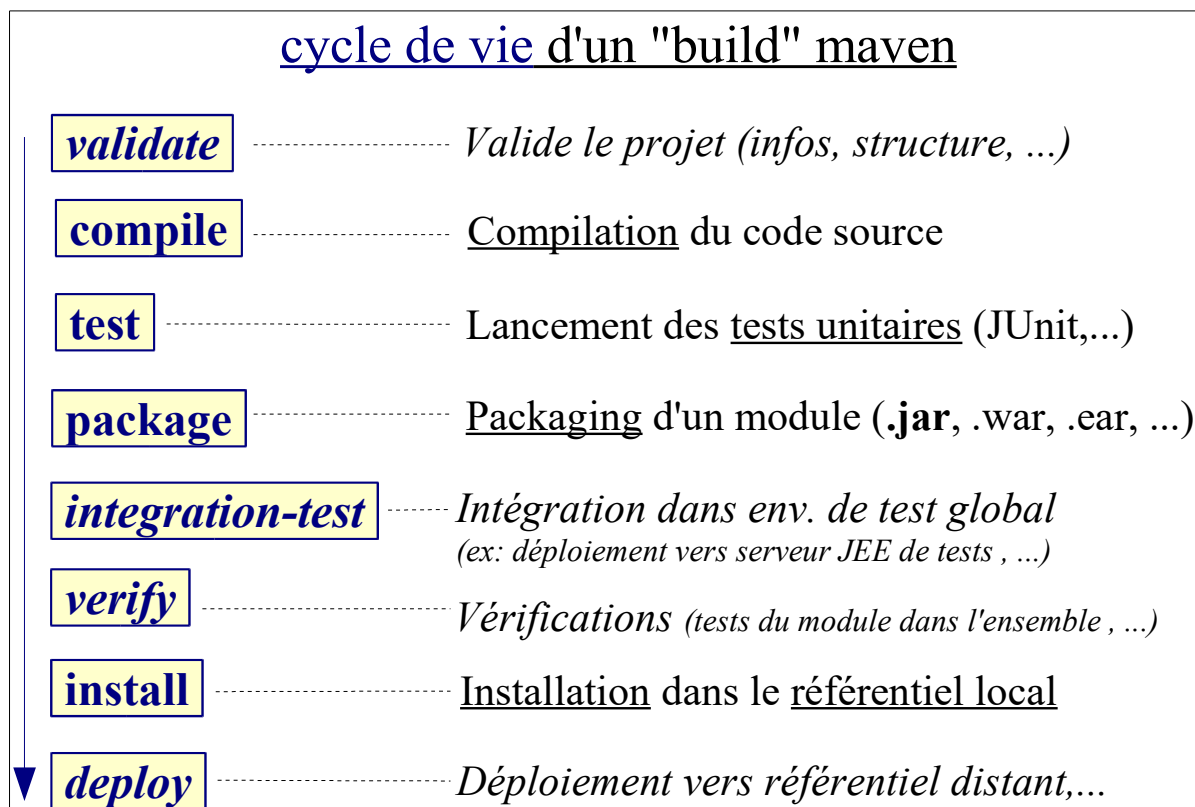 cycle de vie d'un "build" maven
validate Valide le projet (infos, structure, ...)
compile Compilation du code source
test Lancement des tests unitaires (JUnit,...)
package Packaging d'un module (.jar, .war, .ear, ...)
integration-test Intégration dans env. de test global
(ex: déploiement vers serveur JEE de tests , ...)
verify Vérifications (tests du module dans l'ensemble , ...)
install Installation dans le référentiel local
deploy Déploiement vers référentiel distant,...